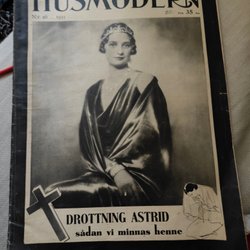 HUSMODERN
35
DROTTNING ASTRID
sådan vi minnas henne